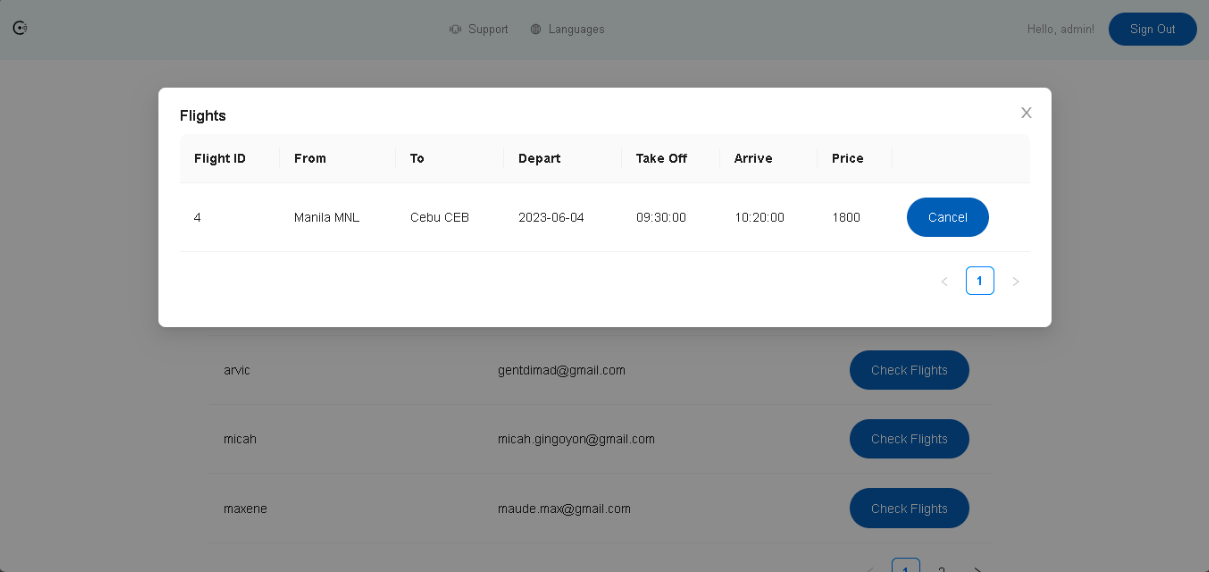 Support Languages Hello, admin! Sign Out
Flights
Flight ID From To Depart Take Off Arrive Price
4 Manila MNL Cebu CEB 2023-06-04 09:30:00 10:20:00 1800 Cancel
1
arvic gentdimad@gmail.com Check Flights
micah micah.gingoyon@gmail.com Check Flights
maxene maude.max@gmail.com Check Flights
1 2